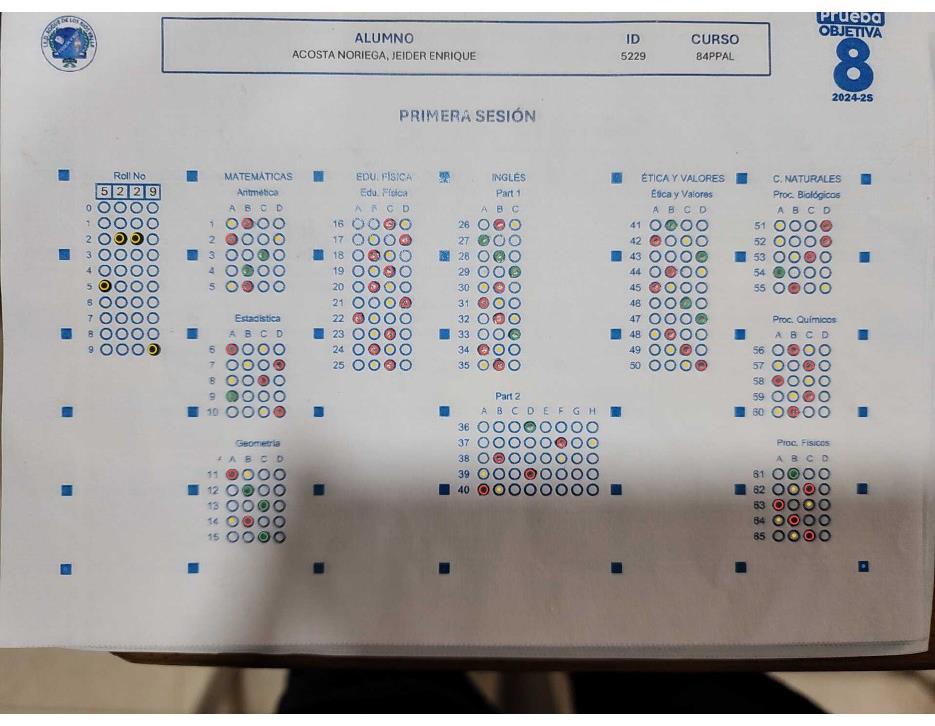 I.E.D. ROQUE DE LOS RÍOS VALLE
ALUMNO ID CURSO
ACOSTA NORIEGA, JEIDER ENRIQUE 5229 84PPAL
Prueba
OBJETIVA
8
2024-2S
PRIMERA SESIÓN
Roll No
5 2 2 9
0
1
2
3
4
5
6
7
8
9
MATEMÁTICAS
Aritmética
A B C D
1
2
3
4
5
Estadística
A B C D
6
7
8
9
10
Geometría
A B C D
11
12
13
14
15
EDU. FÍSICA
Edu. Física
A B C D
16
17
18
19
20
21
22
23
24
25
INGLÉS
Part 1
A B C
26
27
28
29
30
31
32
33
34
35
Part 2
A B C D E F G H
36
37
38
39
40
ÉTICA Y VALORES
Ética y Valores
A B C D
41
42
43
44
45
46
47
48
49
50
C. NATURALES
Proc. Biológicos
A B C D
51
52
53
54
55
Proc. Químicos
A B C D
56
57
58
59
60
Proc. Físicos
A B C D
61
62
63
64
65